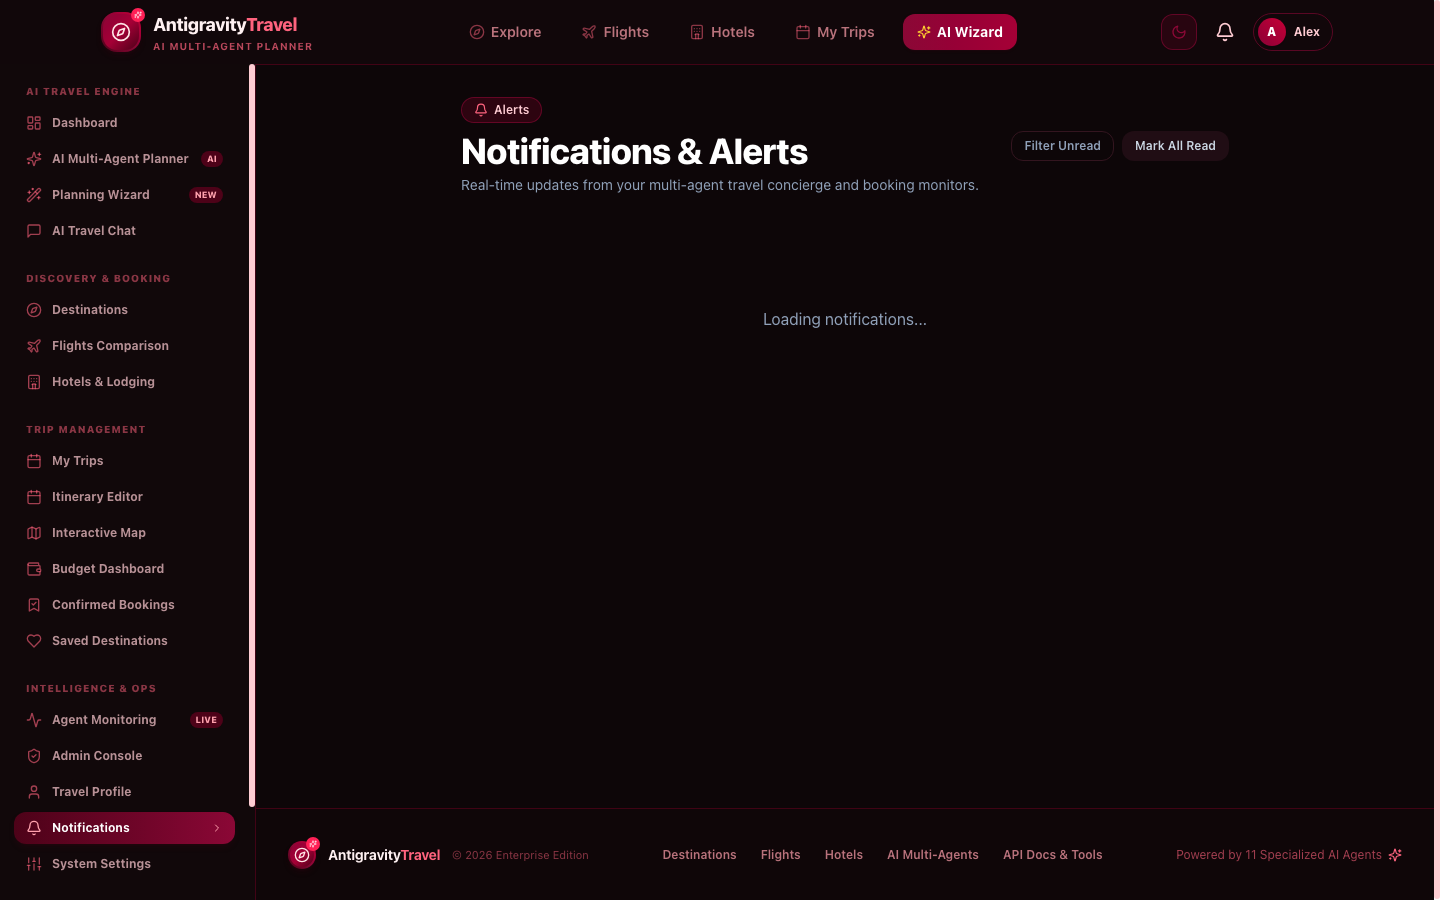 AntigravityTravel
AI MULTI-AGENT PLANNER
Explore
Flights
Hotels
My Trips
AI Wizard
A
Alex
AI TRAVEL ENGINE
Dashboard
AI Multi-Agent Planner AI
Planning Wizard NEW
AI Travel Chat
DISCOVERY & BOOKING
Destinations
Flights Comparison
Hotels & Lodging
TRIP MANAGEMENT
My Trips
Itinerary Editor
Interactive Map
Budget Dashboard
Confirmed Bookings
Saved Destinations
INTELLIGENCE & OPS
Agent Monitoring LIVE
Admin Console
Travel Profile
Notifications
System Settings
Alerts
Notifications & Alerts
Filter Unread
Mark All Read
Real-time updates from your multi-agent travel concierge and booking monitors.
Loading notifications...
AntigravityTravel © 2026 Enterprise Edition
Destinations
Flights
Hotels
AI Multi-Agents
API Docs & Tools
Powered by 11 Specialized AI Agents